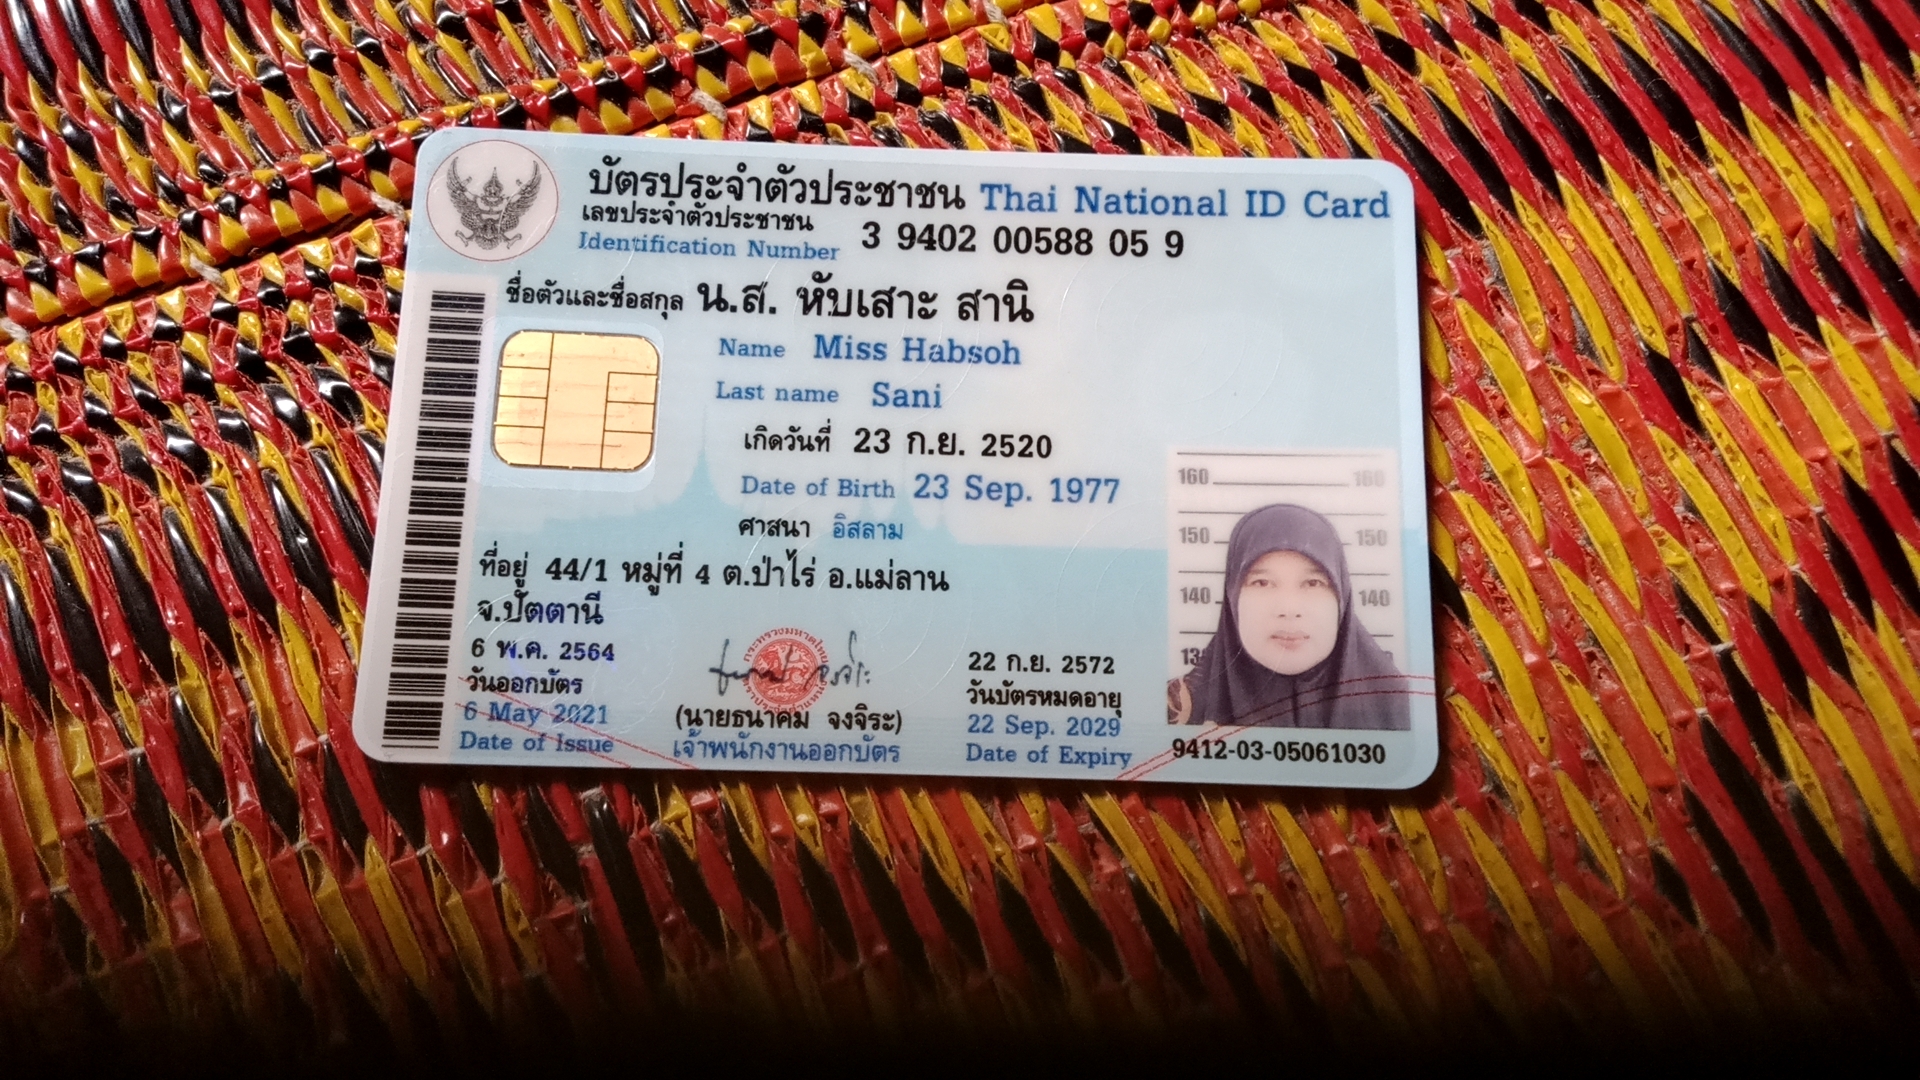 บัตรประจำตัวประชาชน Thai National ID Card
เลขประจำตัวประชาชน
Identification Number 3 9402 00588 05 9
ชื่อตัวและชื่อสกุล น.ส. หับเสาะ สานิ
Name Miss Habsoh
Last name Sani
เกิดวันที่ 23 ก.ย. 2520
Date of Birth 23 Sep. 1977
ศาสนา อิสลาม
ที่อยู่ 44/1 หมู่ที่ 4 ต.ป่าไร่ อ.แม่ลาน
จ.ปัตตานี
6 พ.ค. 2564
วันออกบัตร
6 May 2021
Date of Issue
(นายธนาคม จงจิระ)
เจ้าพนักงานออกบัตร
22 ก.ย. 2572
วันบัตรหมดอายุ
22 Sep. 2029
Date of Expiry
160 160
150 150
140 140
9412-03-05061030